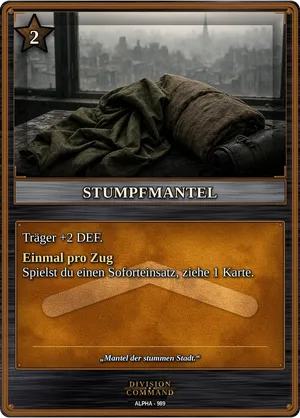 2
STUMPFMANTEL
Träger +2 DEF.
Einmal pro Zug
Spielst du einen Soforteinsatz, ziehe 1 Karte.
„Mantel der stummen Stadt.“
DIVISION
COMMAND
ALPHA - 989